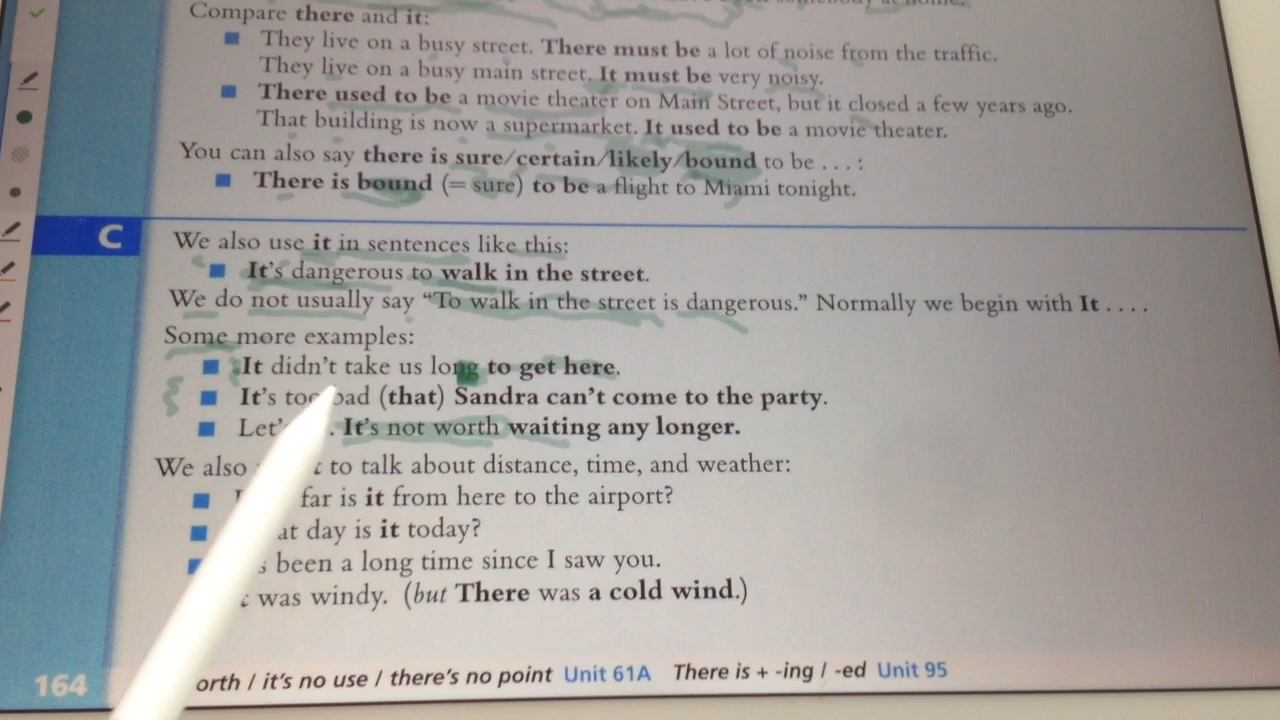 Compare there and it:
They live on a busy street. There must be a lot of noise from the traffic.
They live on a busy main street. It must be very noisy.
There used to be a movie theater on Main Street, but it closed a few years ago.
That building is now a supermarket. It used to be a movie theater.
You can also say there is sure/certain/likely/bound to be ...:
There is bound (= sure) to be a flight to Miami tonight.
C
We also use it in sentences like this:
It's dangerous to walk in the street.
We do not usually say “To walk in the street is dangerous.” Normally we begin with It ....
Some more examples:
It didn't take us long to get here.
It's too bad (that) Sandra can't come to the party.
Let's . It's not worth waiting any longer.
We also to talk about distance, time, and weather:
far is it from here to the airport?
day is it today?
been a long time since I saw you.
was windy. (but There was a cold wind.)
164 orth / it's no use / there's no point Unit 61A There is + -ing / -ed Unit 95